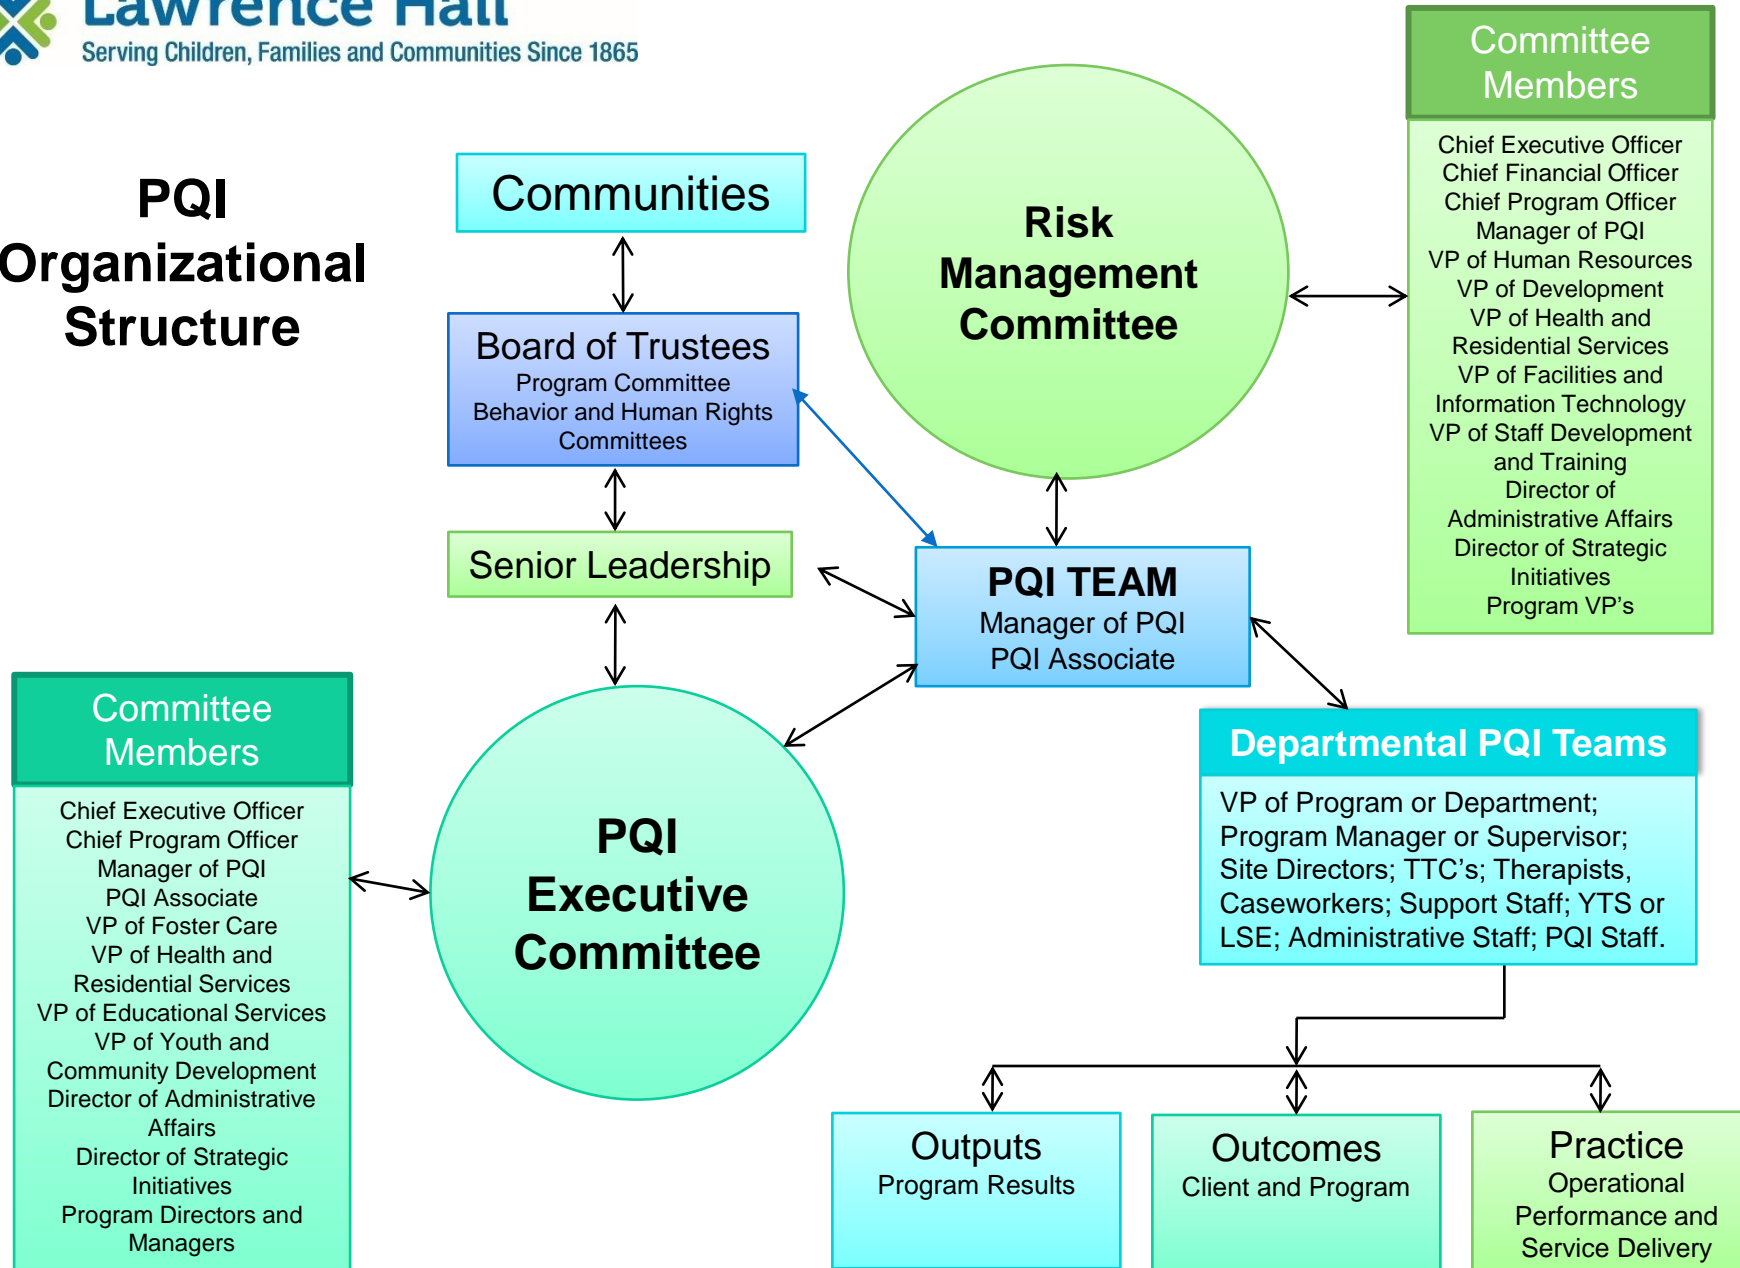 Lawrence Hall
Serving Children, Families and Communities Since 1865
PQI
Organizational
Structure
Communities
Board of Trustees
Program Committee
Behavior and Human Rights
Committees
Senior Leadership
Risk
Management
Committee
Committee
Members
Chief Executive Officer
Chief Financial Officer
Chief Program Officer
Manager of PQI
VP of Human Resources
VP of Development
VP of Health and
Residential Services
VP of Facilities and
Information Technology
VP of Staff Development
and Training
Director of
Administrative Affairs
Director of Strategic
Initiatives
Program VP's
PQI TEAM
Manager of PQI
PQI Associate
Committee
Members
Chief Executive Officer
Chief Program Officer
Manager of PQI
PQI Associate
VP of Foster Care
VP of Health and
Residential Services
VP of Educational Services
VP of Youth and
Community Development
Director of Administrative
Affairs
Director of Strategic
Initiatives
Program Directors and
Managers
PQI
Executive
Committee
Departmental PQI Teams
VP of Program or Department;
Program Manager or Supervisor;
Site Directors; TTC's; Therapists,
Caseworkers; Support Staff; YTS or
LSE; Administrative Staff; PQI Staff.
Outputs
Program Results
Outcomes
Client and Program
Practice
Operational
Performance and
Service Delivery